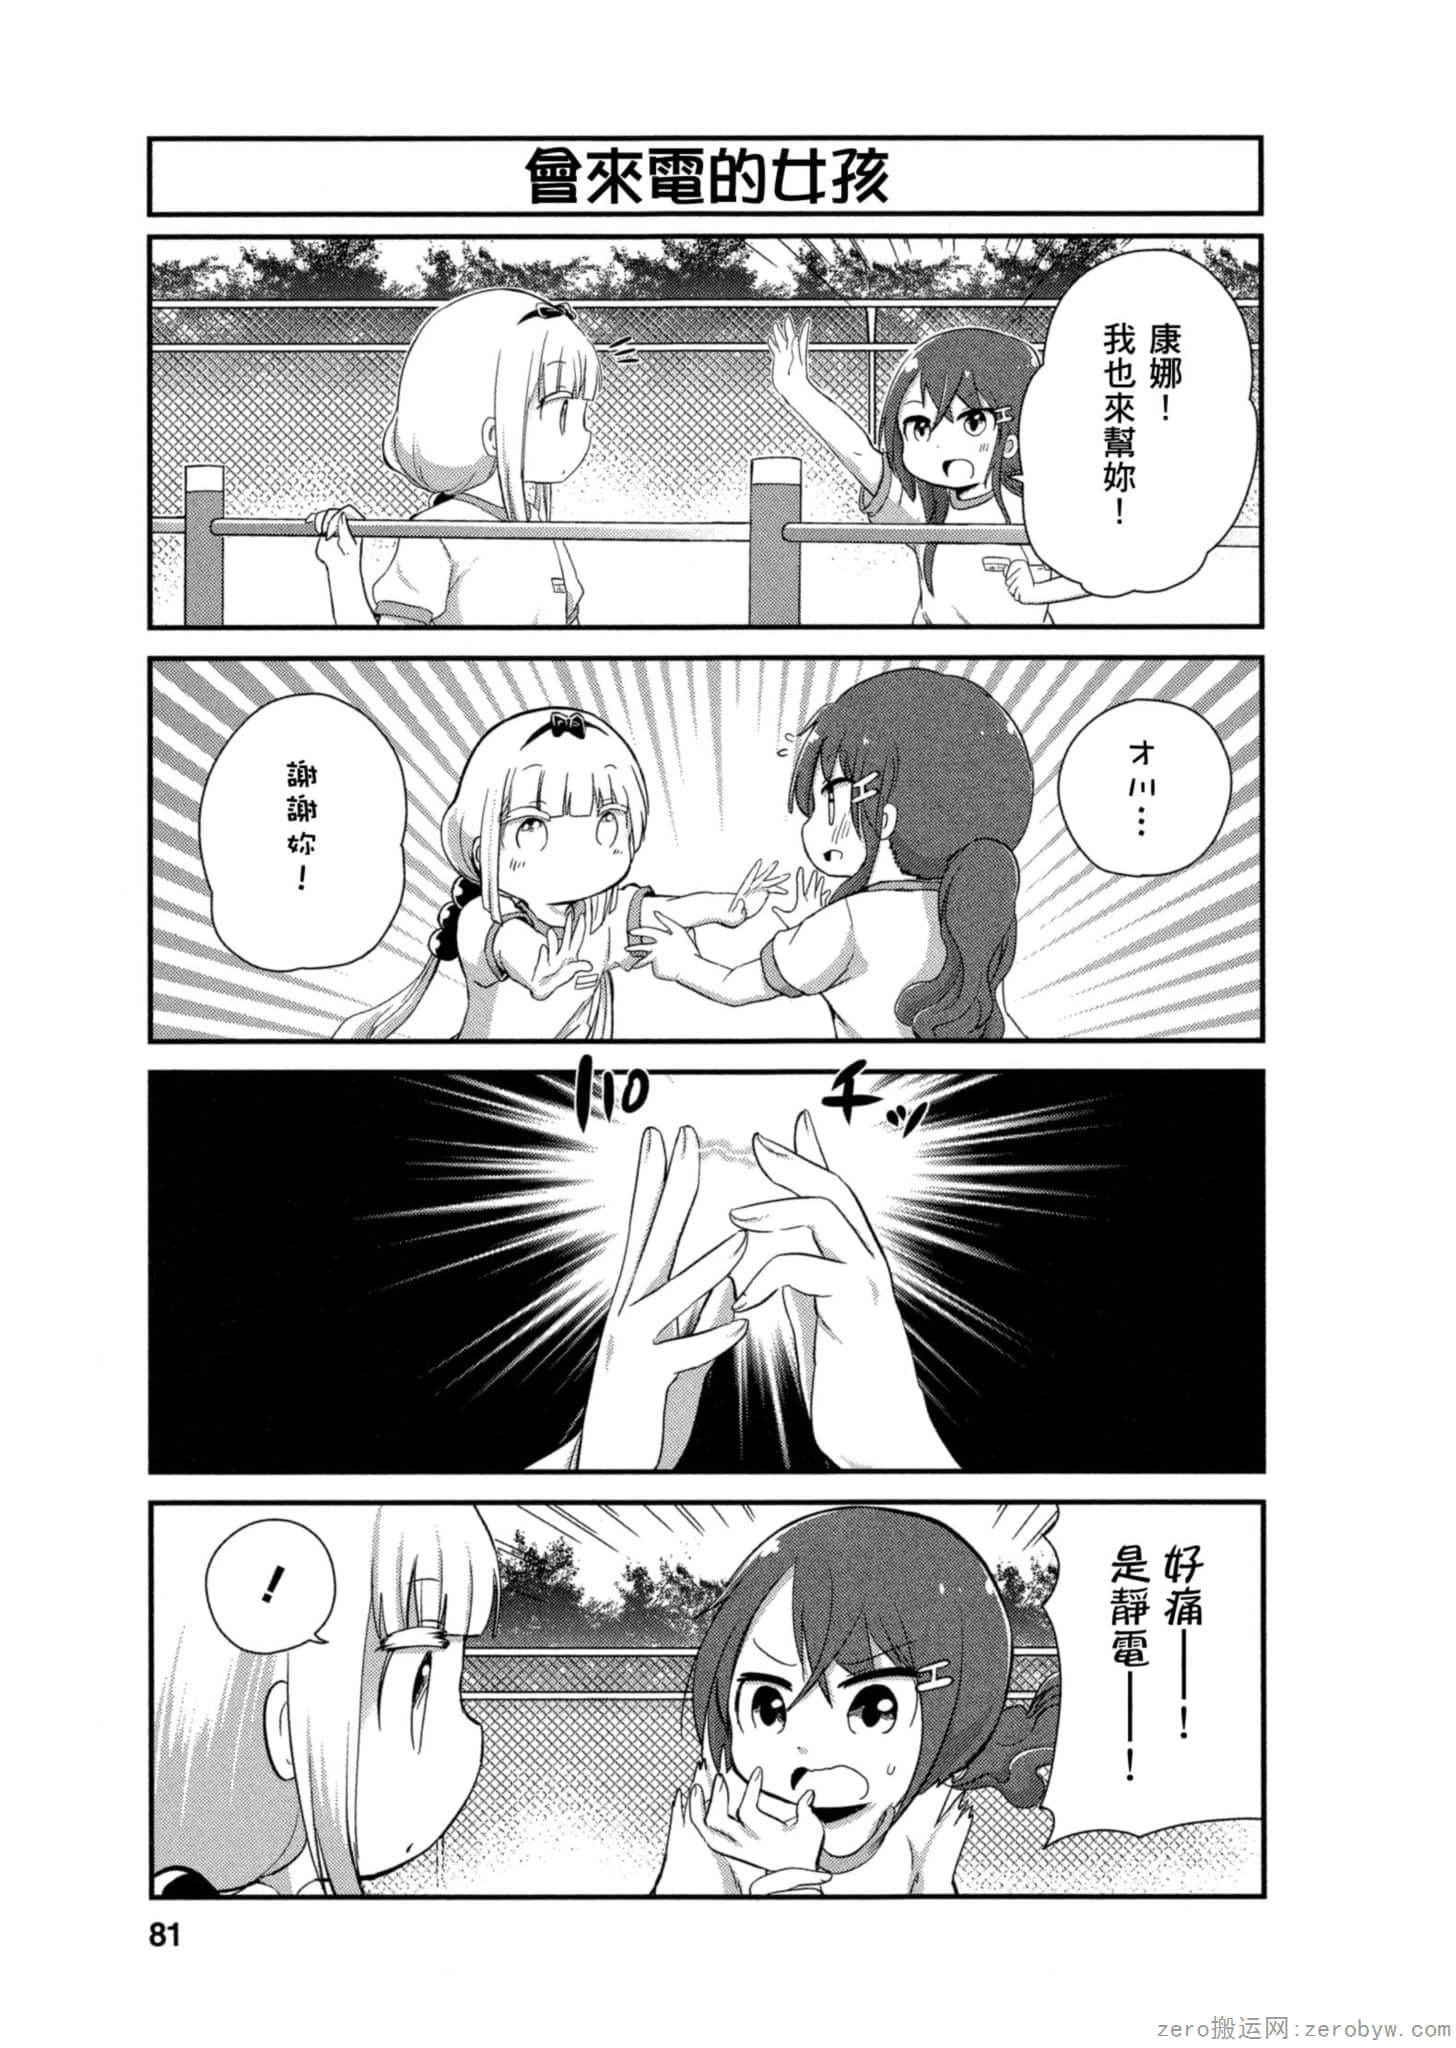 會來電的女孩
康娜！
我也來幫妳！
才川…
謝謝妳！
バチッ
好痛——！
是靜電——！
！
81
zero搬运网:zerobyw.com